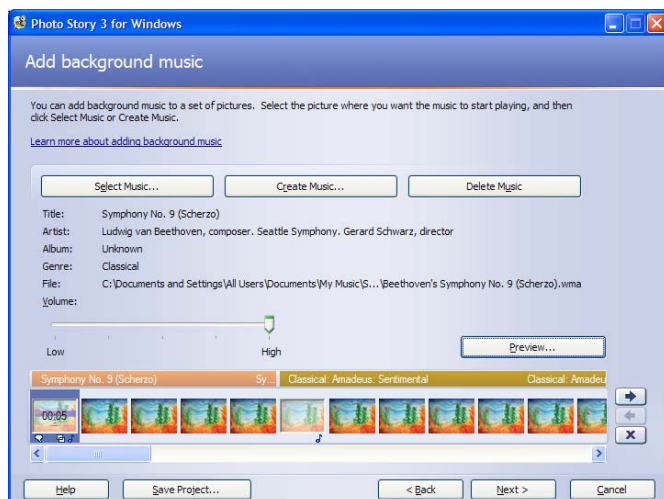 Photo Story 3 for Windows
Add background music
You can add background music to a set of pictures. Select the picture where you want the music to start playing, and then
click Select Music or Create Music.
Learn more about adding background music
Select Music...
Create Music...
Delete Music
Title: Symphony No. 9 (Scherzo)
Artist: Ludwig van Beethoven, composer. Seattle Symphony. Gerard Schwarz, director
Album: Unknown
Genre: Classical
File: C:\Documents and Settings\All Users\Documents\My Music\S...\Beethoven's Symphony No. 9 (Scherzo).wma
Volume:
Low High
Preview...
Symphony No. 9 (Scherzo) Sy... Classical: Amadeus: Sentimental Classical: Amadeu
00:05
Help
Save Project...
< Back
Next >
Cancel